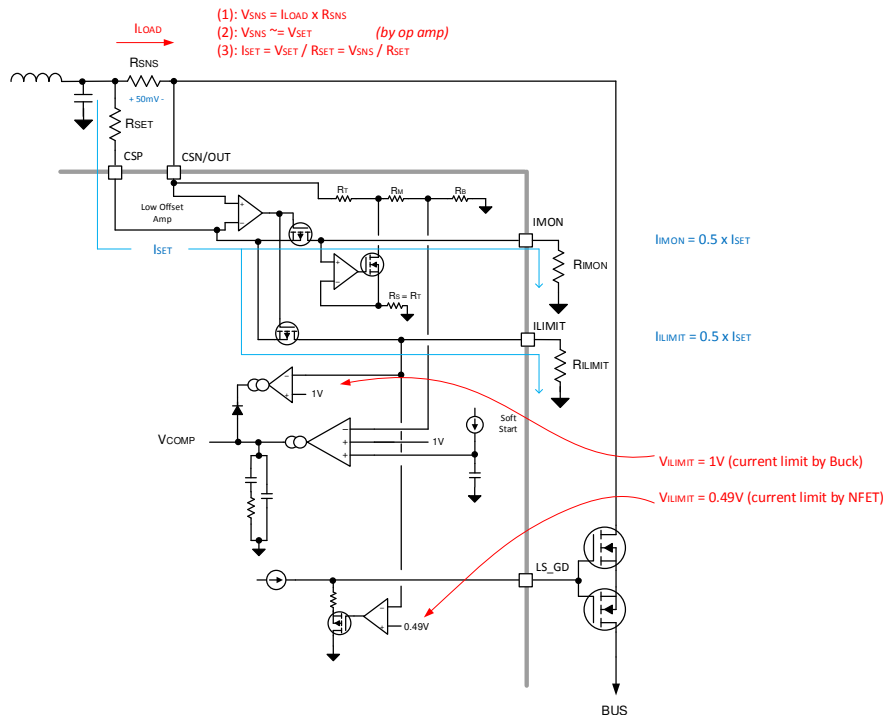 (1): VSNS = ILOAD x RSNS
(2): VSNS ~= VSET (by op amp)
(3): ISET = VSET / RSET = VSNS / RSET
ILOAD
RSNS
+ 50mV -
RSET
CSP
CSN/OUT
RT
RM
RB
Low Offset
Amp
+
−
IMON
ISET
IIMON = 0.5 x ISET
RIMON
+
−
RS = RT
ILIMIT
IILIMIT = 0.5 x ISET
RILIMIT
−
+
1V
Soft
Start
VCOMP
−
+
1V
+
VILIMIT = 1V (current limit by Buck)
VILIMIT = 0.49V (current limit by NFET)
LS_GD
−
+
0.49V
BUS